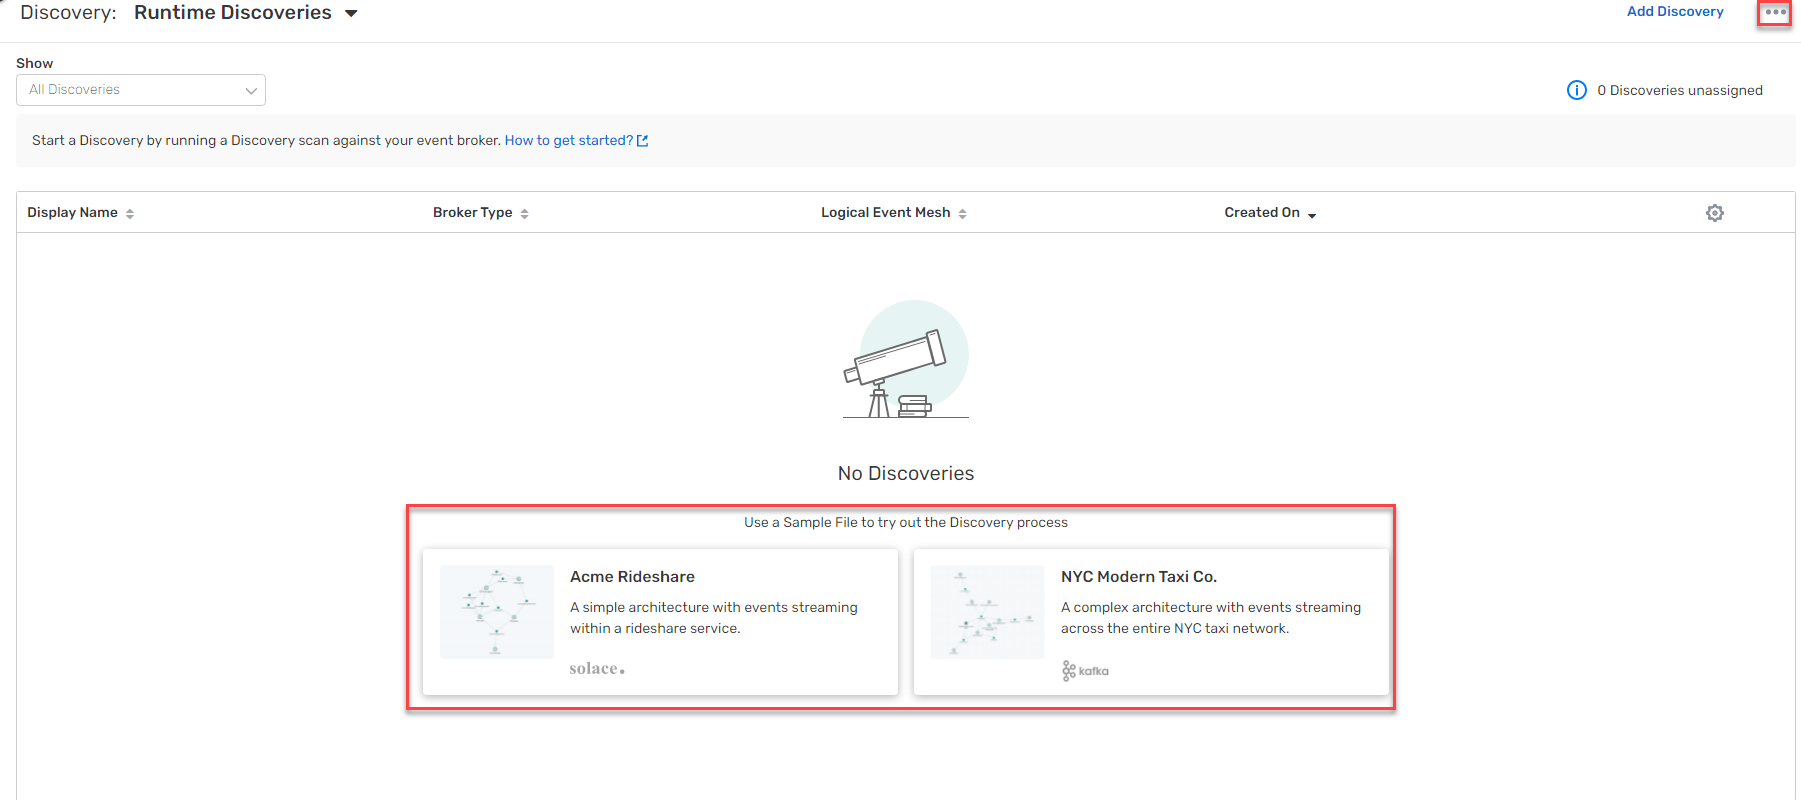 Discovery: Runtime Discoveries
Add Discovery
Show
All Discoveries
0 Discoveries unassigned
Start a Discovery by running a Discovery scan against your event broker. How to get started?
Display Name Broker Type Logical Event Mesh Created On
No Discoveries
Use a Sample File to try out the Discovery process
Acme Rideshare
A simple architecture with events streaming
within a rideshare service.
solace.
NYC Modern Taxi Co.
A complex architecture with events streaming
across the entire NYC taxi network.
kafka